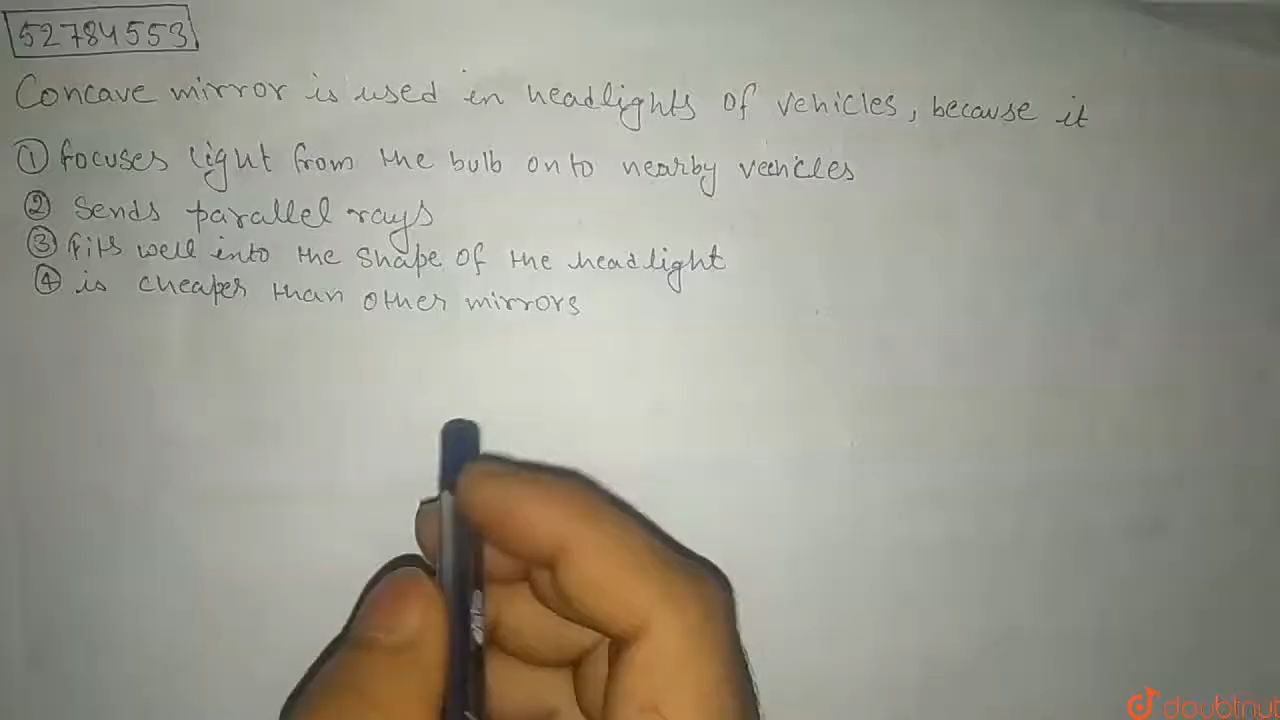 52784553
Concave mirror is used in headlights of vehicles, because it
① focuses light from the bulb onto nearby vehicles
② Sends parallel rays
③ fits well into the shape of the headlight
④ is cheaper than other mirrors
doubtnut